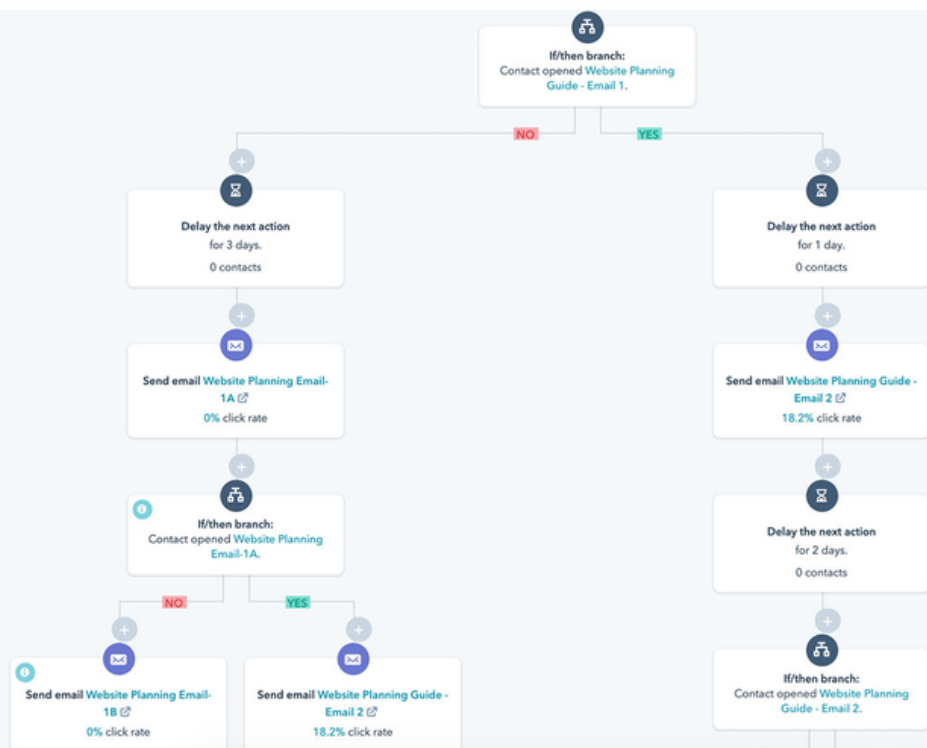 If/then branch:
Contact opened Website Planning
Guide - Email 1.
NO
YES
Delay the next action
for 3 days.
0 contacts
Delay the next action
for 1 day.
0 contacts
Send email Website Planning Email-
1A
0% click rate
Send email Website Planning Guide -
Email 2
18.2% click rate
If/then branch:
Contact opened Website Planning
Email-1A.
Delay the next action
for 2 days.
0 contacts
NO
YES
Send email Website Planning Email-
1B
0% click rate
Send email Website Planning Guide -
Email 2
18.2% click rate
If/then branch:
Contact opened Website Planning
Guide - Email 2.